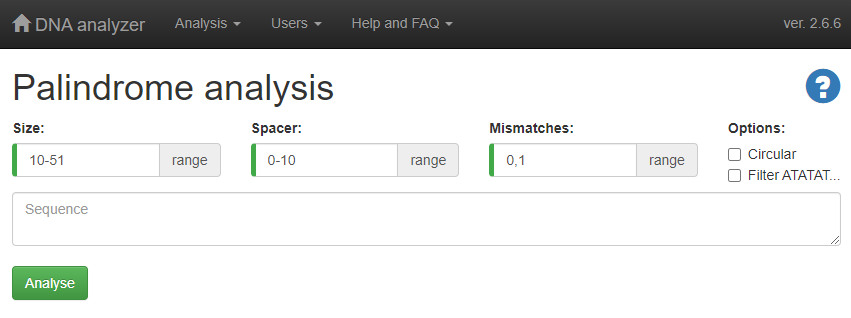 DNA analyzer Analysis Users Help and FAQ ver. 2.6.6
Palindrome analysis ?
Size: Spacer: Mismatches: Options:
10-51 range 0-10 range 0,1 range Circular
Filter ATATAT...
Sequence
Analyse